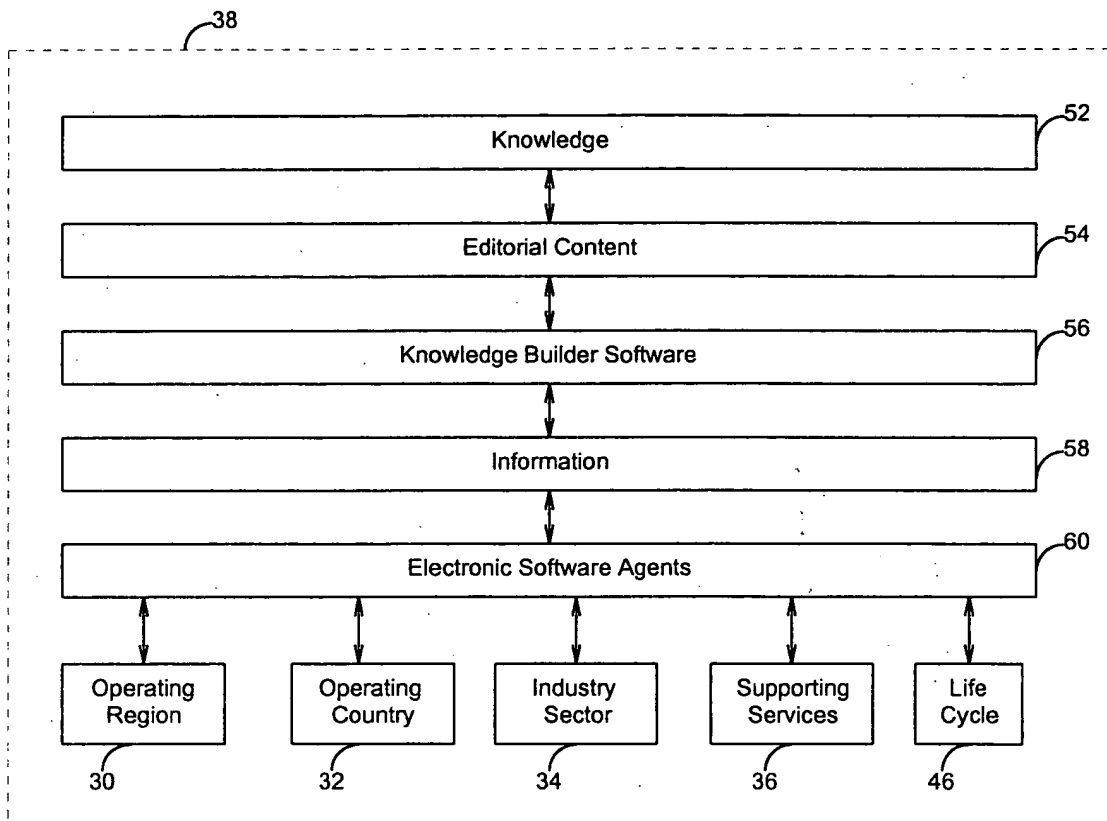 38
Knowledge
52
Editorial Content
54
Knowledge Builder Software
56
Information
58
Electronic Software Agents
60
Operating
Region
Operating
Country
Industry
Sector
Supporting
Services
Life
Cycle
30
32
34
36
46